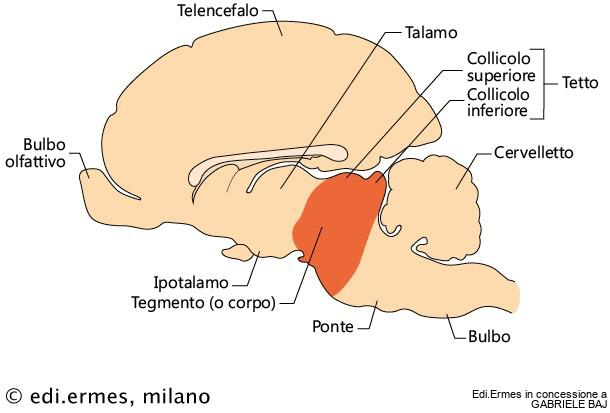 Telencefalo
Talamo
Collicolo
superiore
Collicolo
inferiore
Tetto
Bulbo
olfattivo
Cervelletto
Ipotalamo
Tegmento (o corpo)
Ponte
Bulbo
© edi.ermes, milano
Edi.Ermes in concessione a
GABRIELE BAJ